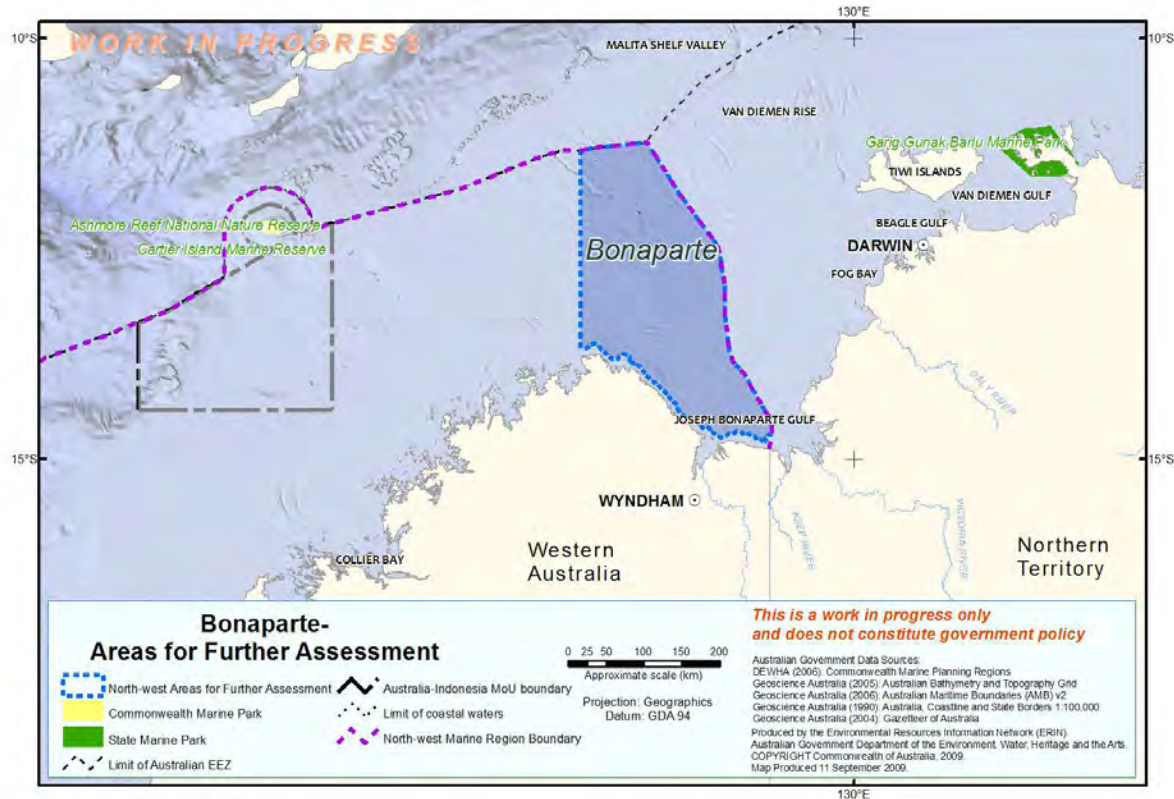 130°E
10°S
10°S
WORK IN PROGRESS
MALITA SHELF VALLEY
VAN DIEMEN RISE
Garig Gunak Barlu Marine Park
TIWI ISLANDS
VAN DIEMEN GULF
Ashmore Reef National Nature Reserve
BEAGLE GULF
Cartier Island Marine Reserve
Bonaparte
DARWIN
FOG BAY
DALY RIVER
JOSEPH BONAPARTE GULF
15°S
15°S
WYNDHAM
KEEP RIVER
VICTORIA RIVER
COLLIER BAY
Western
Australia
Northern
Territory
Bonaparte-
Areas for Further Assessment
North-west Areas for Further Assessment
Commonwealth Marine Park
State Marine Park
Limit of Australian EEZ
Australia-Indonesia MoU boundary
Limit of coastal waters
North-west Marine Region Boundary
0 25 50 100 150 200
Approximate scale (km)
Projection: Geographics
Datum: GDA 94
This is a work in progress only
and does not constitute government policy
Australian Government Data Sources:
DEWHA (2006): Commonwealth Marine Planning Regions
Geoscience Australia (2005): Australian Bathymetry and Topography Grid
Geoscience Australia (2006): Australian Maritime Boundaries (AMB) v2
Geoscience Australia (1990): Australia, Coastline and State Borders 1:100,000
Geoscience Australia (2004): Gazetteer of Australia
Produced by the Environmental Resources Information Network (ERIN)
Australian Government Department of the Environment, Water, Heritage and the Arts.
COPYRIGHT Commonwealth of Australia, 2009.
Map Produced 11 September 2009.
130°E